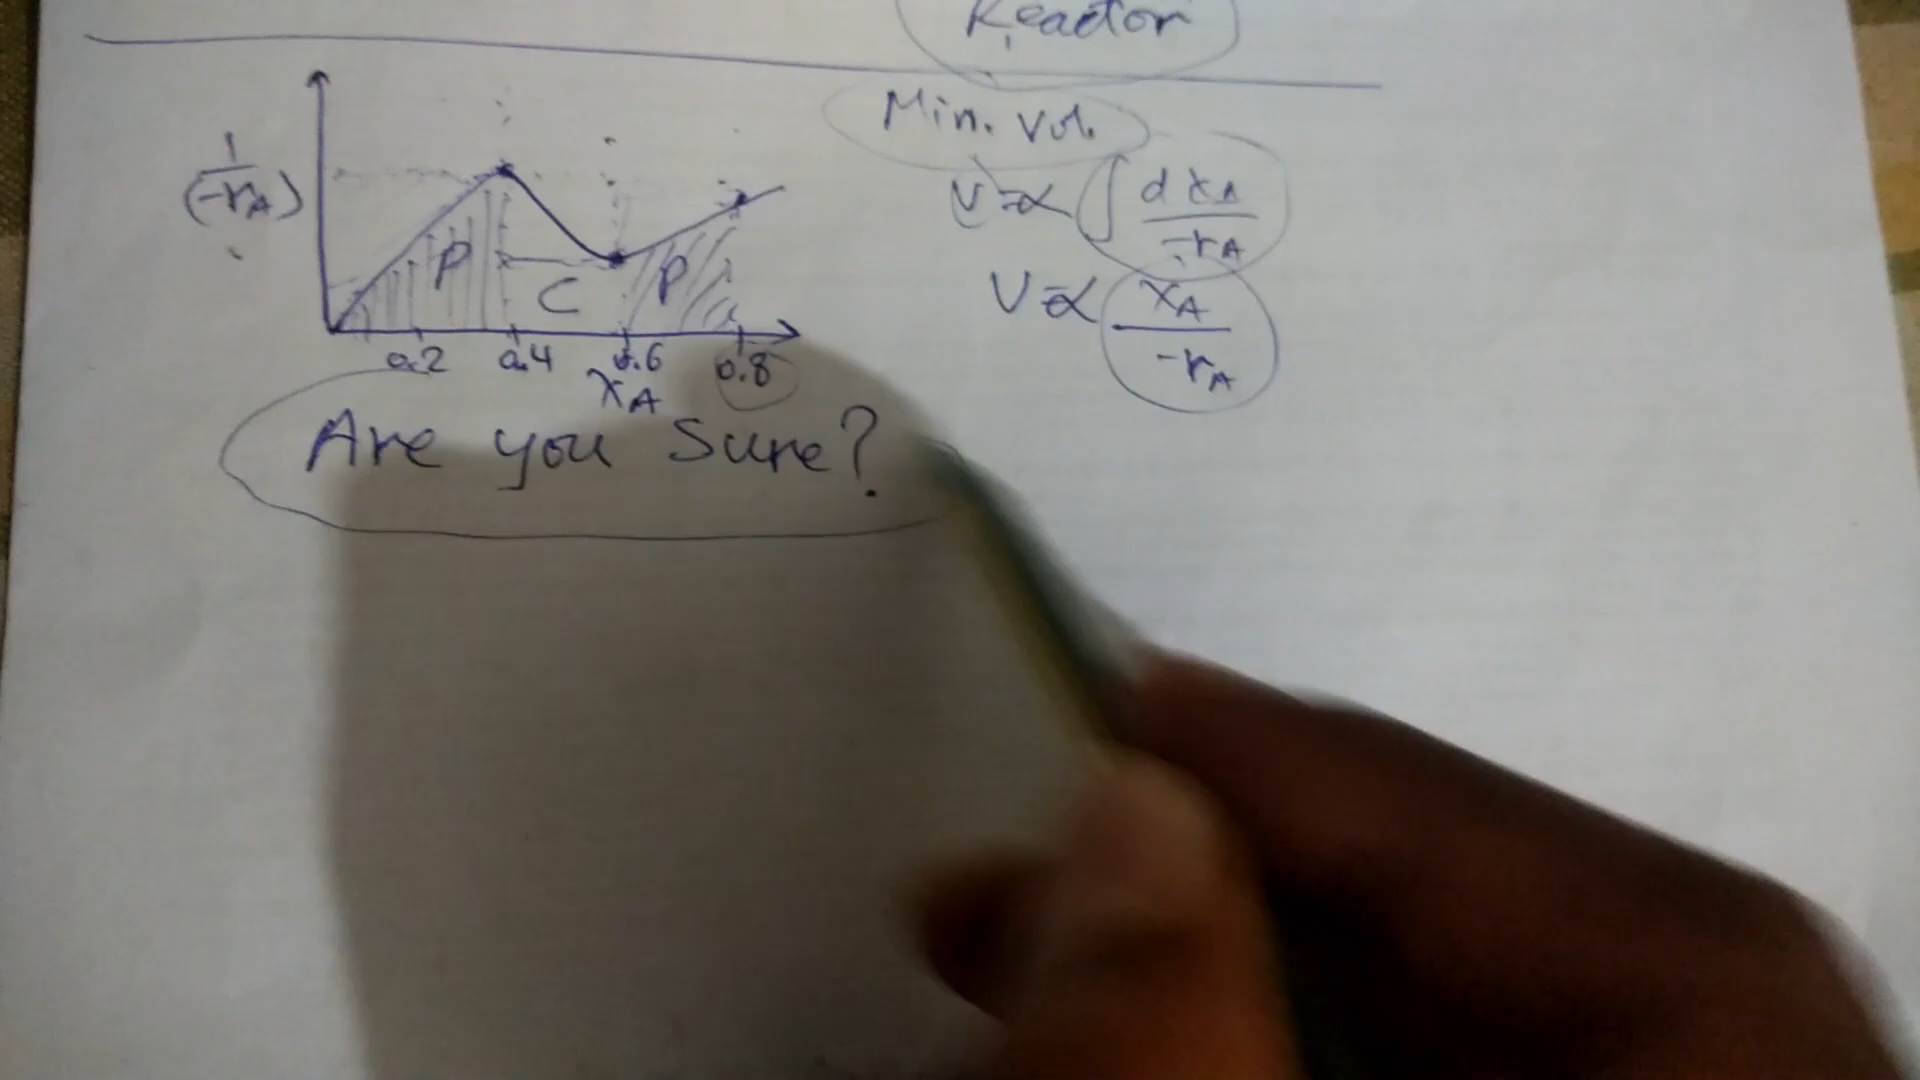 Reactor
Min. Vol.
1
(-rA)
V ∝ ∫ dxA
-rA
P
C
P
V ∝ xA
-rA
0.2 0.4 0.6 0.8
XA
Are you Sure?